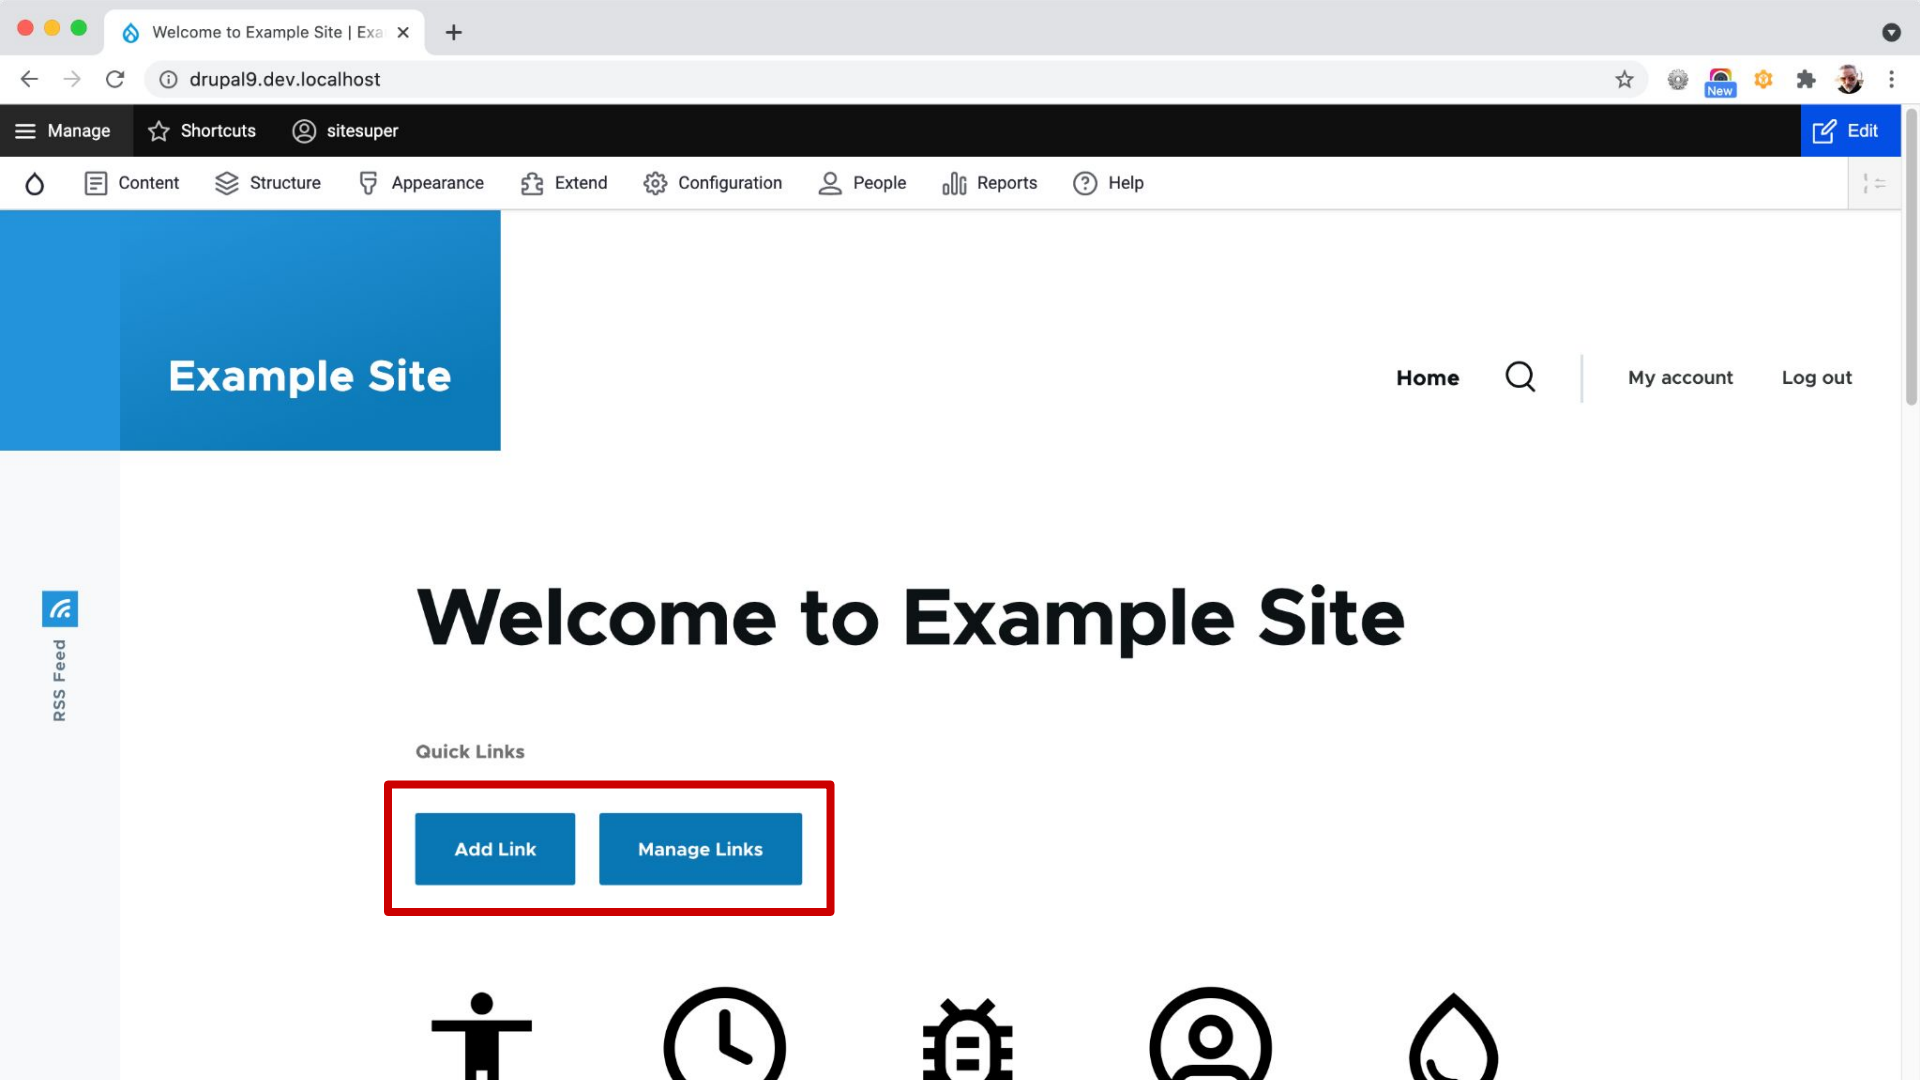 Welcome to Example Site | Exa
drupal9.dev.localhost
New
Manage
Shortcuts
sitesuper
Edit
Content
Structure
Appearance
Extend
Configuration
People
Reports
Help
Example Site
Home
My account
Log out
Welcome to Example Site
RSS Feed
Quick Links
Add Link
Manage Links